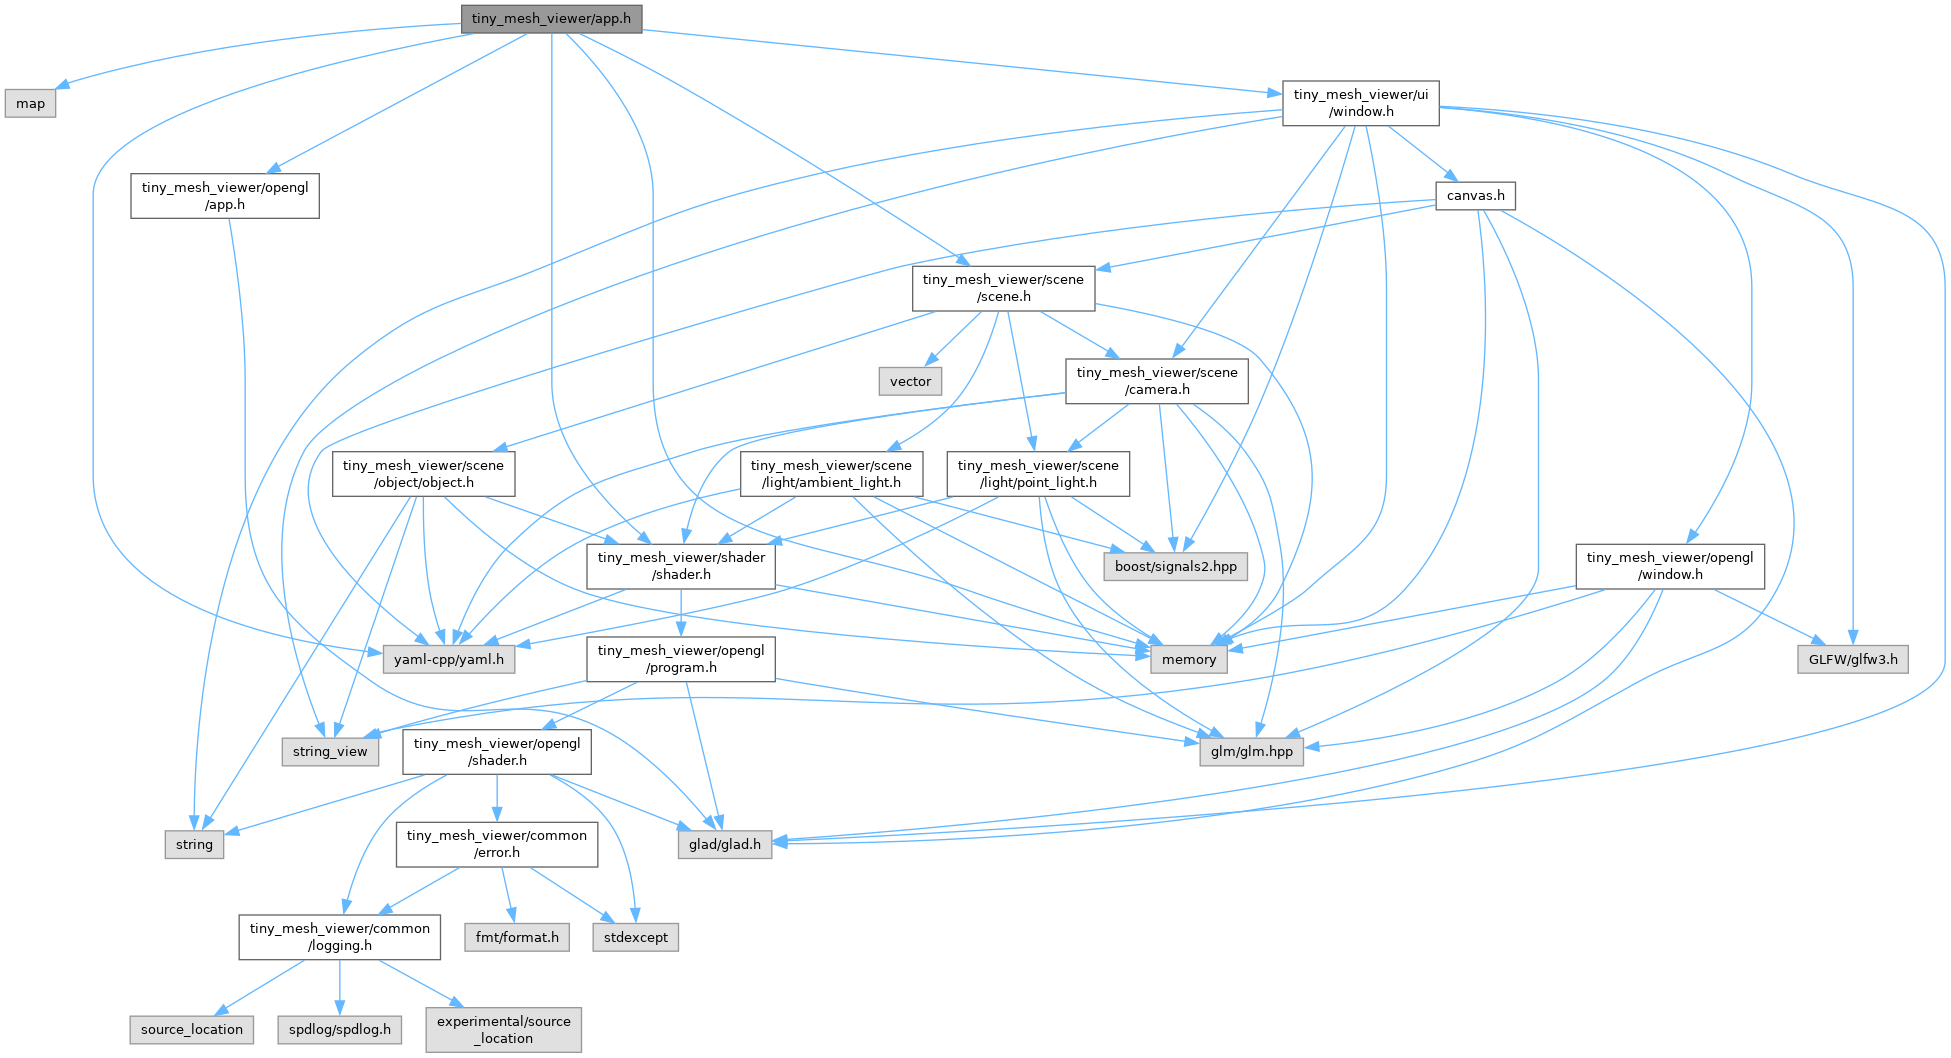 tiny_mesh_viewer/app.h
map
tiny_mesh_viewer/ui
/window.h
tiny_mesh_viewer/opengl
/app.h
canvas.h
tiny_mesh_viewer/scene
/scene.h
vector
tiny_mesh_viewer/scene
/camera.h
tiny_mesh_viewer/scene
/object/object.h
tiny_mesh_viewer/scene
/light/ambient_light.h
tiny_mesh_viewer/scene
/light/point_light.h
tiny_mesh_viewer/shader
/shader.h
boost/signals2.hpp
tiny_mesh_viewer/opengl
/window.h
yaml-cpp/yaml.h
tiny_mesh_viewer/opengl
/program.h
memory
GLFW/glfw3.h
string_view
tiny_mesh_viewer/opengl
/shader.h
glm/glm.hpp
string
tiny_mesh_viewer/common
/error.h
glad/glad.h
tiny_mesh_viewer/common
/logging.h
fmt/format.h
stdexcept
source_location
spdlog/spdlog.h
experimental/source
_location